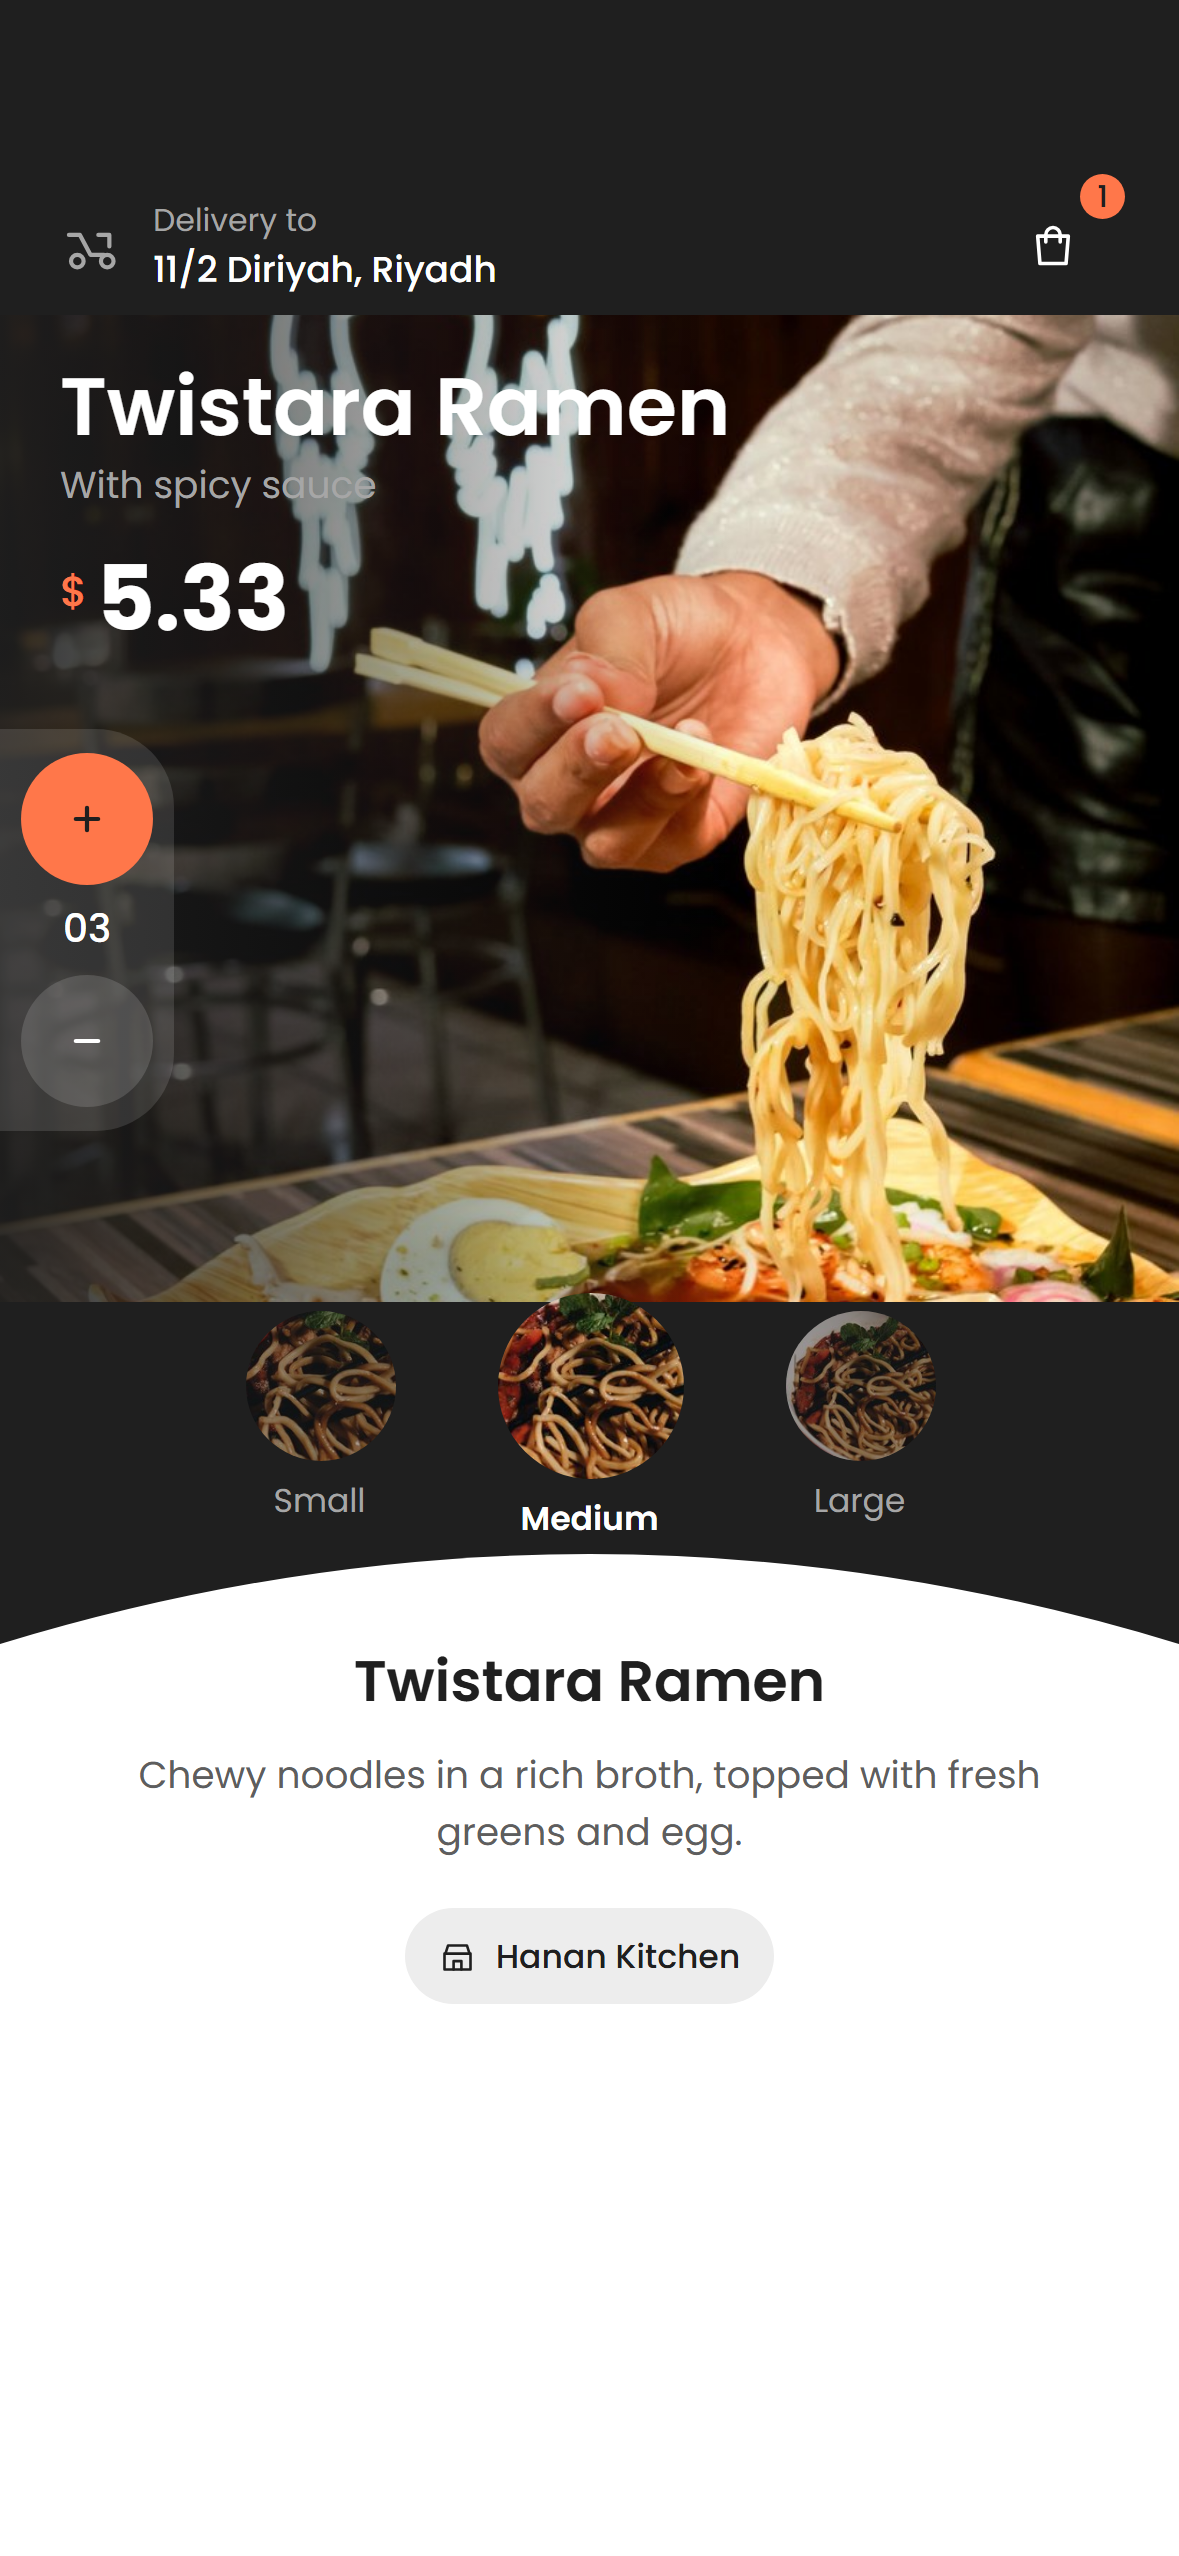 Delivery to
11/2 Diriyah, Riyadh
1
Twistara Ramen
With spicy sauce
$ 5.33
+
03
−
Small
Medium
Large
Twistara Ramen
Chewy noodles in a rich broth, topped with fresh
greens and egg.
Hanan Kitchen